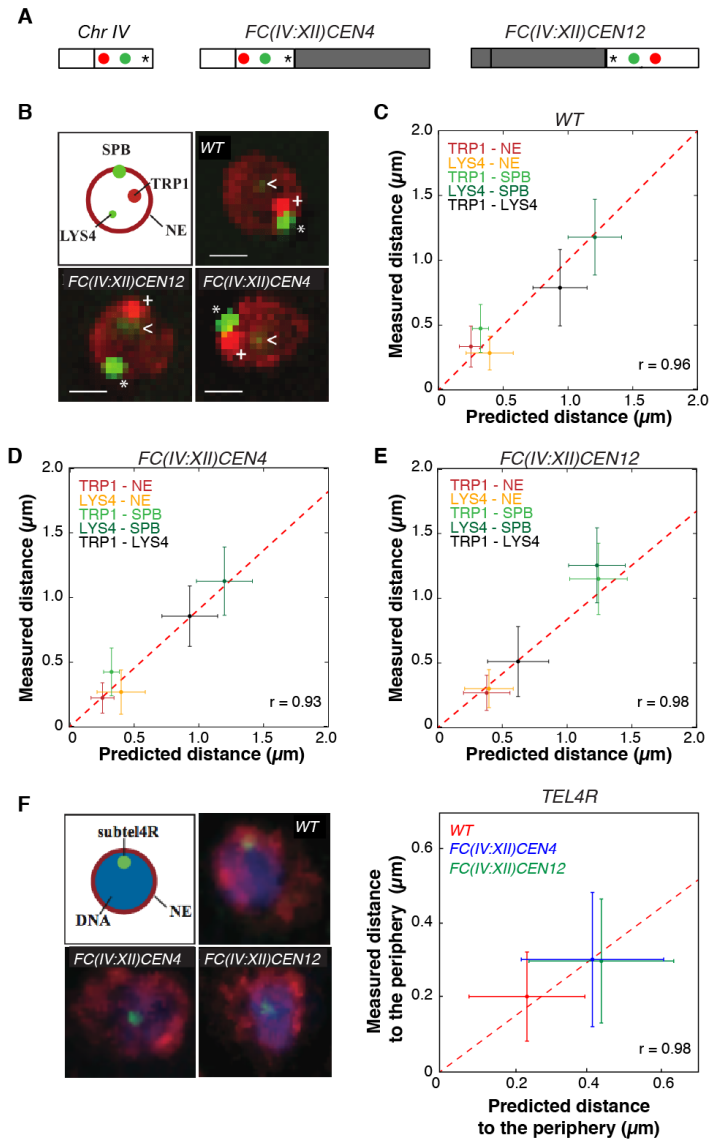 A
Chr IV
FC(IV:XII)CEN4
FC(IV:XII)CEN12
*
*
*
B
SPB
TRP1
LYS4
NE
WT
<
+
*
FC(IV:XII)CEN12
+
<
*
FC(IV:XII)CEN4
*
<
+
C
WT
TRP1 - NE
LYS4 - NE
TRP1 - SPB
LYS4 - SPB
TRP1 - LYS4
r = 0.96
Measured distance (µm)
2.0
1.5
1.0
0.5
0
0 0.5 1.0 1.5 2.0
Predicted distance (µm)
D
FC(IV:XII)CEN4
TRP1 - NE
LYS4 - NE
TRP1 - SPB
LYS4 - SPB
TRP1 - LYS4
r = 0.93
Measured distance (µm)
2.0
1.5
1.0
0.5
0
0 0.5 1.0 1.5 2.0
Predicted distance (µm)
E
FC(IV:XII)CEN12
TRP1 - NE
LYS4 - NE
TRP1 - SPB
LYS4 - SPB
TRP1 - LYS4
r = 0.98
Measured distance (µm)
2.0
1.5
1.0
0.5
0
0 0.5 1.0 1.5 2.0
Predicted distance (µm)
F
subtel4R
DNA
NE
WT
FC(IV:XII)CEN4
FC(IV:XII)CEN12
TEL4R
WT
FC(IV:XII)CEN4
FC(IV:XII)CEN12
r = 0.98
Measured distance
to the periphery (µm)
0.6
0.4
0.2
0
0.2 0.4 0.6
Predicted distance
to the periphery (µm)